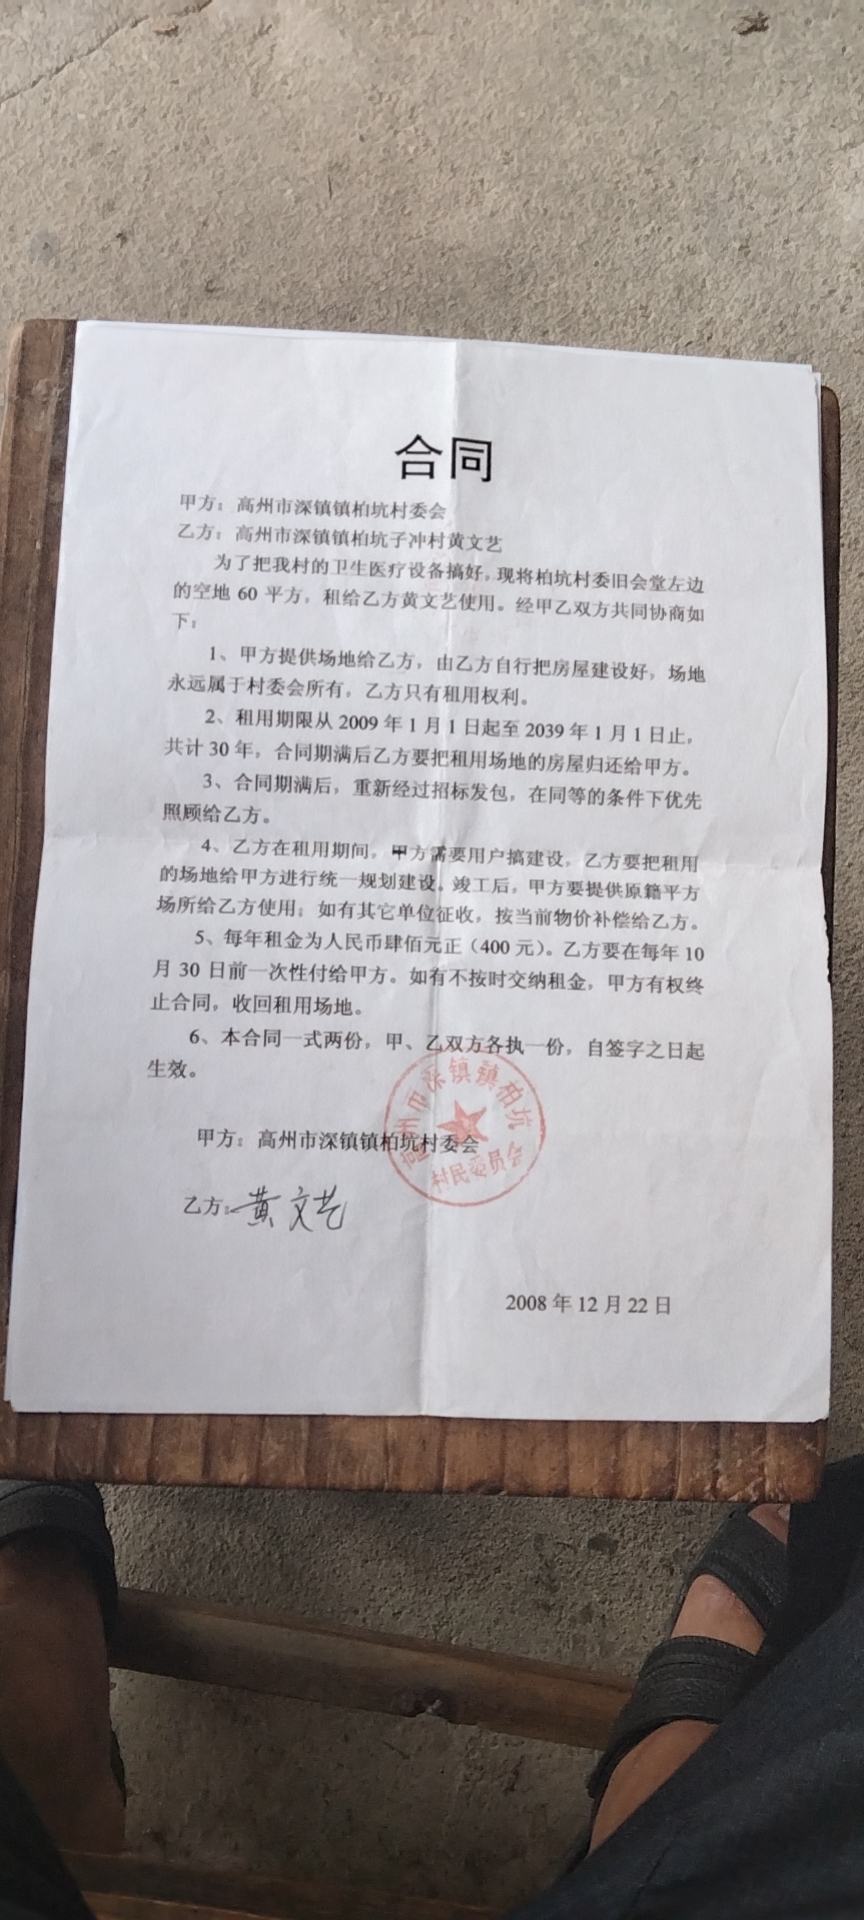 合同
甲方：高州市深镇镇柏坑村委会
乙方：高州市深镇镇柏坑子冲村黄文艺
为了把我村的卫生医疗设备搞好，现将柏坑村委旧会堂左边
的空地 60 平方，租给乙方黄文艺使用。经甲乙双方共同协商如
下：
1、甲方提供场地给乙方，由乙方自行把房屋建设好，场地
永远属于村委会所有，乙方只有租用权利。
2、租用期限从 2009 年 1 月 1 日起至 2039 年 1 月 1 日止，
共计 30 年，合同期满后乙方要把租用场地的房屋归还给甲方。
3、合同期满后，重新经过招标发包，在同等的条件下优先
照顾给乙方。
4、乙方在租用期间，甲方需要用户搞建设，乙方要把租用
的场地给甲方进行统一规划建设。竣工后，甲方要提供原籍平方
场所给乙方使用；如有其它单位征收，按当前物价补偿给乙方。
5、每年租金为人民币肆佰元正（400 元）。乙方要在每年 10
月 30 日前一次性付给甲方。如有不按时交纳租金，甲方有权终
止合同，收回租用场地。
6、本合同一式两份，甲、乙双方各执一份，自签字之日起
生效。
甲方：高州市深镇镇柏坑村委会
高州市深镇镇柏坑
村民委员会
乙方：黄文艺
2008 年 12 月 22 日